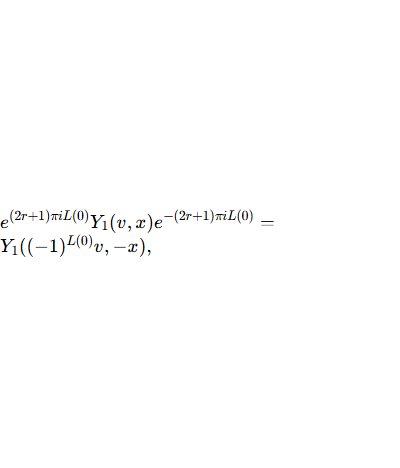 $e^{(2r+1)\pi i L(0)} Y_1(v, x) e^{-(2r+1)\pi i L(0)} =$
$Y_1((-1)^{L(0)} v, -x),$